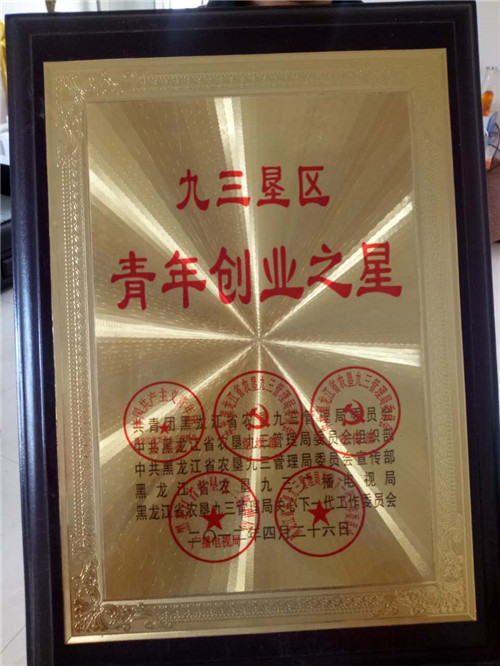 九三垦区
青年创业之星
共青团黑龙江省农垦九三管理局委员会
中共黑龙江省农垦九三管理局委员会组织部
中共黑龙江省农垦九三管理局委员会宣传部
黑龙江省农垦九三广播电视局
黑龙江省农垦九三管理局关心下一代工作委员会
年四月二十六日